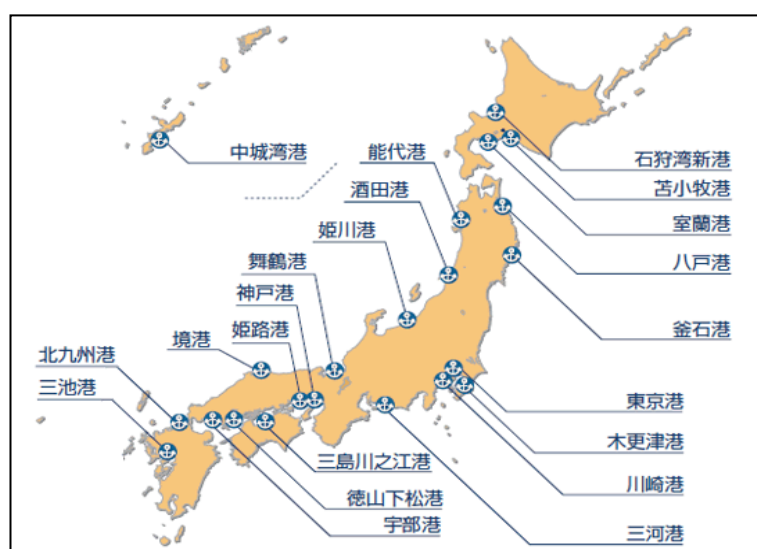 中城湾港
能代港
石狩湾新港
酒田港
苫小牧港
姫川港
室蘭港
舞鶴港
八戸港
神戸港
姫路港
釜石港
境港
北九州港
三池港
東京港
木更津港
三島川之江港
川崎港
徳山下松港
宇部港
三河港